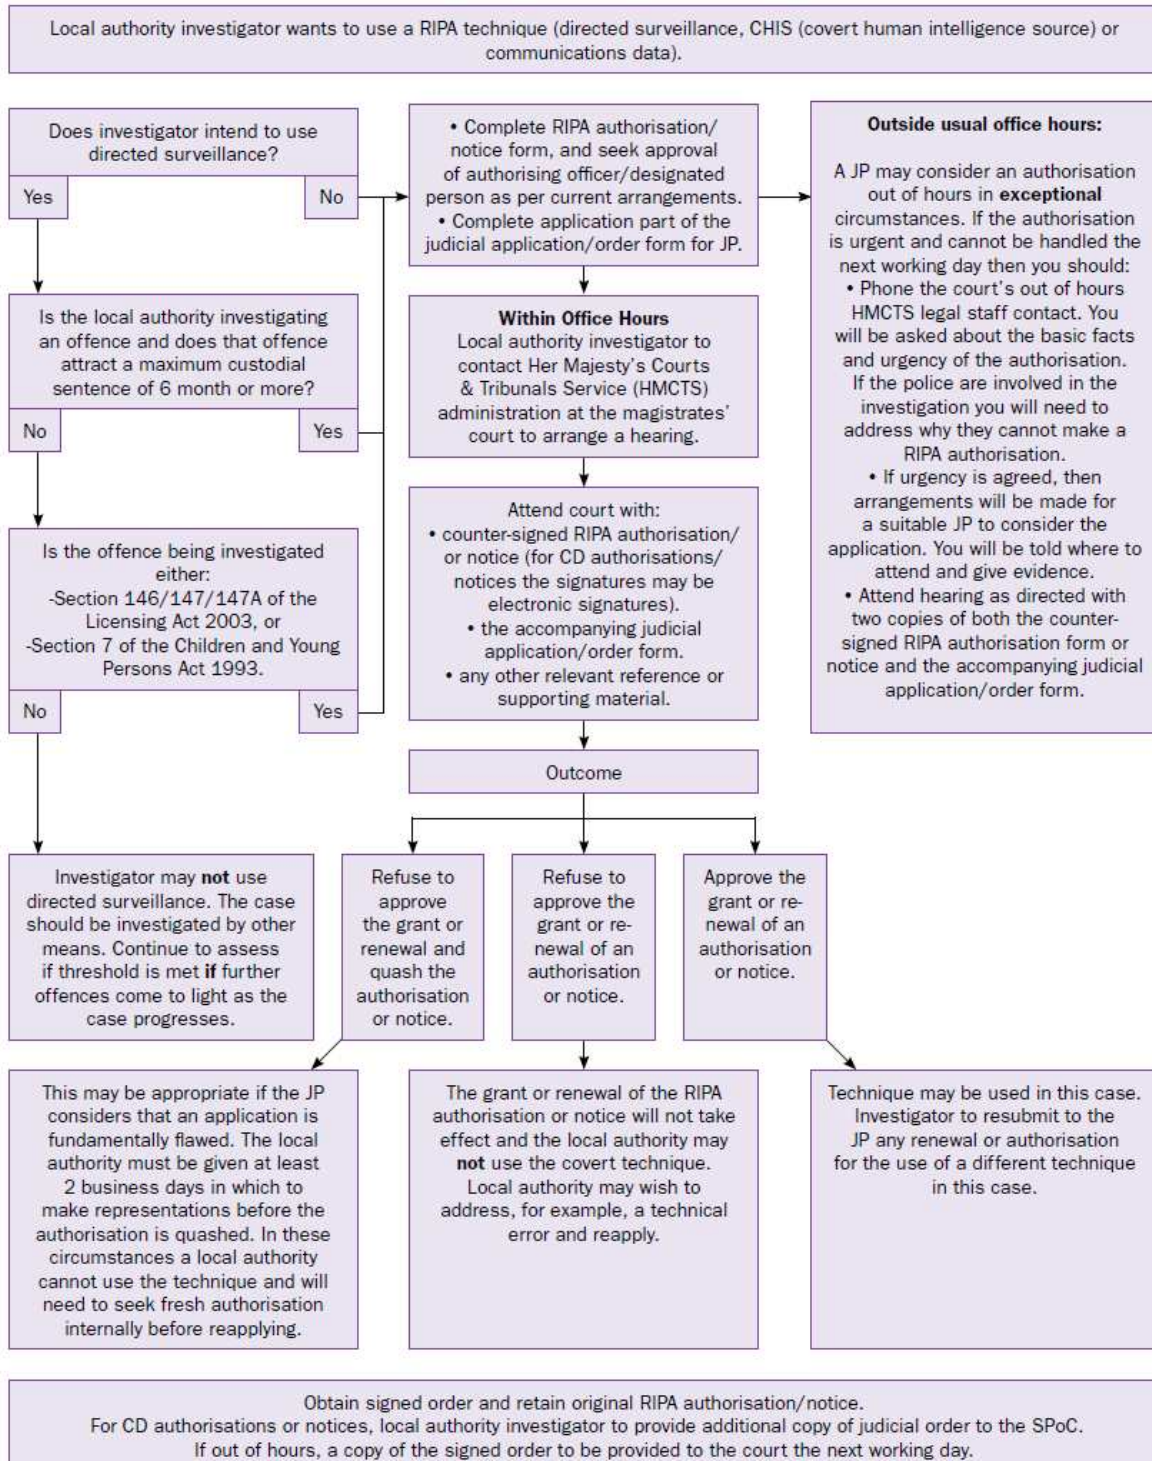 Local authority investigator wants to use a RIPA technique (directed surveillance, CHIS (covert human intelligence source) or
communications data).
Does investigator intend to use
directed surveillance?
Yes
No
Is the local authority investigating
an offence and does that offence
attract a maximum custodial
sentence of 6 month or more?
No
Yes
Is the offence being investigated
either:
-Section 146/147/147A of the
Licensing Act 2003, or
-Section 7 of the Children and Young
Persons Act 1993.
No
Yes
• Complete RIPA authorisation/
notice form, and seek approval
of authorising officer/designated
person as per current arrangements.
• Complete application part of the
judicial application/order form for JP.
Within Office Hours
Local authority investigator to
contact Her Majesty's Courts
& Tribunals Service (HMCTS)
administration at the magistrates'
court to arrange a hearing.
Attend court with:
• counter-signed RIPA authorisation/
or notice (for CD authorisations/
notices the signatures may be
electronic signatures).
• the accompanying judicial
application/order form.
• any other relevant reference or
supporting material.
Outside usual office hours:
A JP may consider an authorisation
out of hours in exceptional
circumstances. If the authorisation
is urgent and cannot be handled the
next working day then you should:
• Phone the court's out of hours
HMCTS legal staff contact. You
will be asked about the basic facts
and urgency of the authorisation.
If the police are involved in the
investigation you will need to
address why they cannot make a
RIPA authorisation.
• If urgency is agreed, then
arrangements will be made for
a suitable JP to consider the
application. You will be told where to
attend and give evidence.
• Attend hearing as directed with
two copies of both the counter-
signed RIPA authorisation form or
notice and the accompanying judicial
application/order form.
Outcome
Investigator may not use
directed surveillance. The case
should be investigated by other
means. Continue to assess
if threshold is met if further
offences come to light as the
case progresses.
Refuse to
approve
the grant or
renewal and
quash the
authorisation
or notice.
Refuse to
approve the
grant or re-
newal of an
authorisation
or notice.
Approve the
grant or re-
newal of an
authorisation
or notice.
This may be appropriate if the JP
considers that an application is
fundamentally flawed. The local
authority must be given at least
2 business days in which to
make representations before the
authorisation is quashed. In these
circumstances a local authority
cannot use the technique and will
need to seek fresh authorisation
internally before reapplying.
The grant or renewal of the RIPA
authorisation or notice will not take
effect and the local authority may
not use the covert technique.
Local authority may wish to
address, for example, a technical
error and reapply.
Technique may be used in this case.
Investigator to resubmit to the
JP any renewal or authorisation
for the use of a different technique
in this case.
Obtain signed order and retain original RIPA authorisation/notice.
For CD authorisations or notices, local authority investigator to provide additional copy of judicial order to the SPoC.
If out of hours, a copy of the signed order to be provided to the court the next working day.